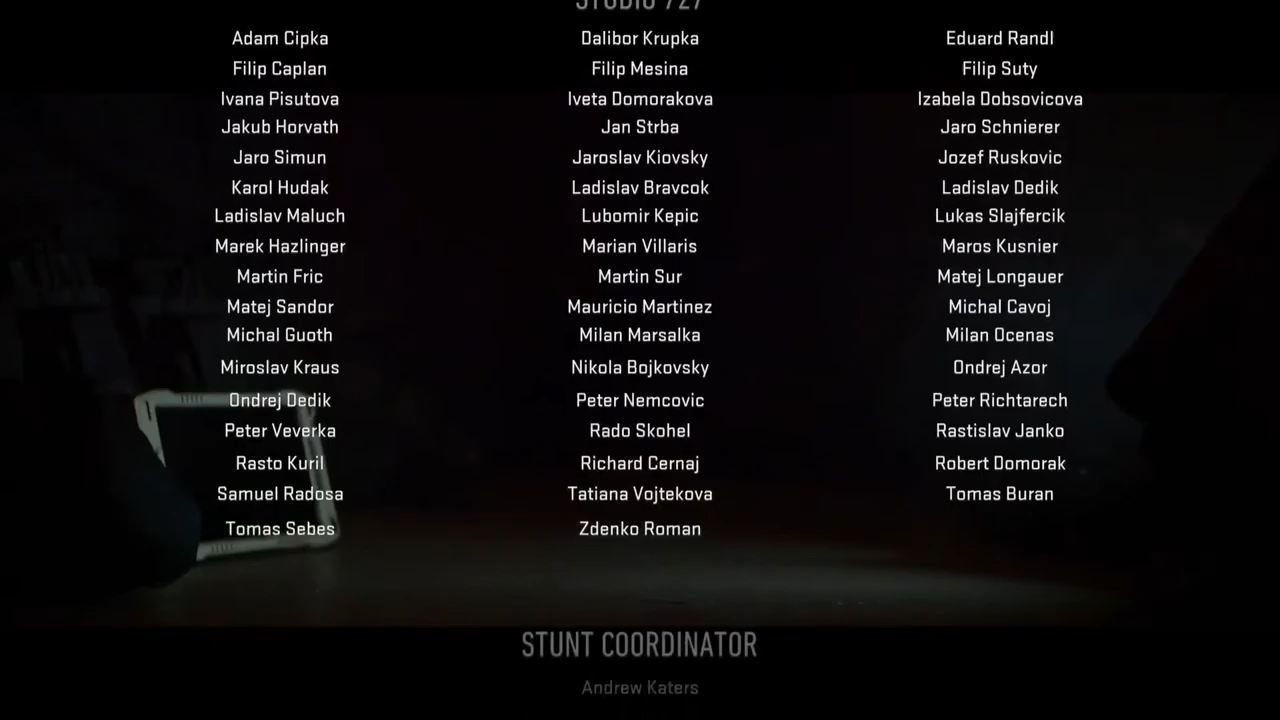 STUDIO 727
Adam Cipka Dalibor Krupka Eduard Randl
Filip Caplan Filip Mesina Filip Suty
Ivana Pisutova Iveta Domorakova Izabela Dobsovicova
Jakub Horvath Jan Strba Jaro Schnierer
Jaro Simun Jaroslav Kiovsky Jozef Ruskovic
Karol Hudak Ladislav Bravcok Ladislav Dedik
Ladislav Maluch Lubomir Kepic Lukas Slajfercik
Marek Hazlinger Marian Villaris Maros Kusnier
Martin Fric Martin Sur Matej Longauer
Matej Sandor Mauricio Martinez Michal Cavoj
Michal Guoth Milan Marsalka Milan Ocenas
Miroslav Kraus Nikola Bojkovsky Ondrej Azor
Ondrej Dedik Peter Nemcovic Peter Richtarech
Peter Veverka Rado Skohel Rastislav Janko
Rasto Kuril Richard Cernaj Robert Domorak
Samuel Radosa Tatiana Vojtekova Tomas Buran
Tomas Sebes Zdenko Roman
STUNT COORDINATOR
Andrew Katers